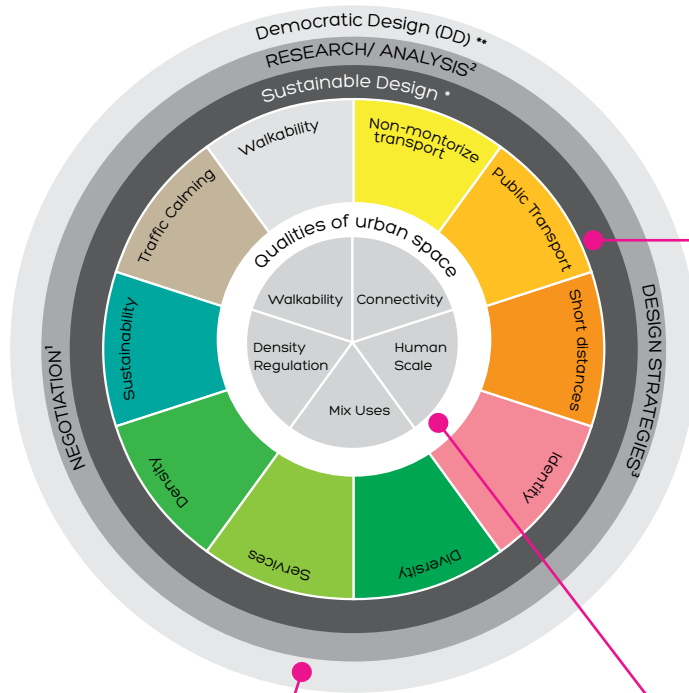 Democratic Design (DD) **
RESEARCH/ ANALYSIS²
Sustainable Design *
NEGOTIATION¹
DESIGN STRATEGIES³
Walkability
Non-montorize
transport
Public Transport
Short distances
Identity
Diversity
Services
Density
Sustainability
Traffic Calming
Qualities of urban space
Walkability
Connectivity
Human
Scale
Mix Uses
Density
Regulation